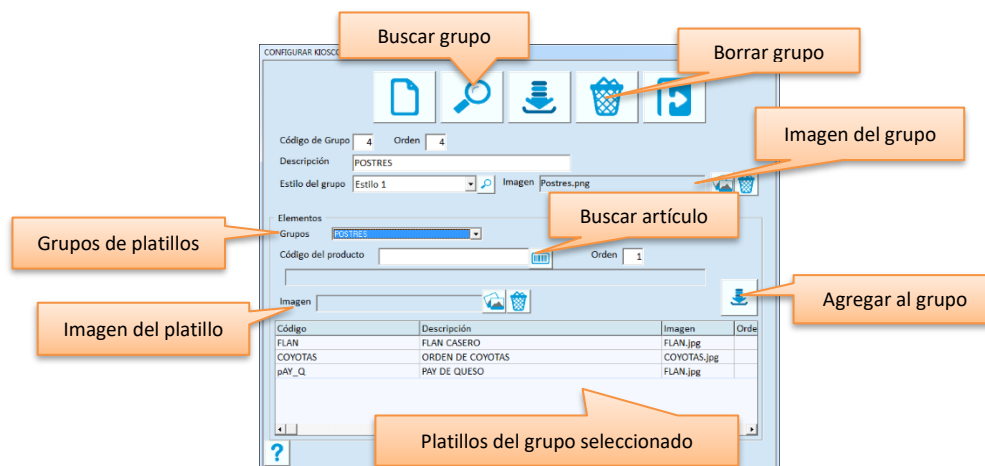 Buscar grupo
Borrar grupo
CONFIGURAR KIOSCO
Código de Grupo 4 Orden 4
Imagen del grupo
Descripción POSTRES
Estilo del grupo Estilo 1 Imagen Postres.png
Buscar artículo
Elementos
Grupos POSTRES
Grupos de platillos
Código del producto Orden 1
Imagen
Agregar al grupo
Imagen del platillo
Código Descripción Imagen Orde
FLAN FLAN CASERO FLAN.jpg
COYOTAS ORDEN DE COYOTAS COYOTAS.jpg
pAY_Q PAY DE QUESO FLAN.jpg
Platillos del grupo seleccionado
?